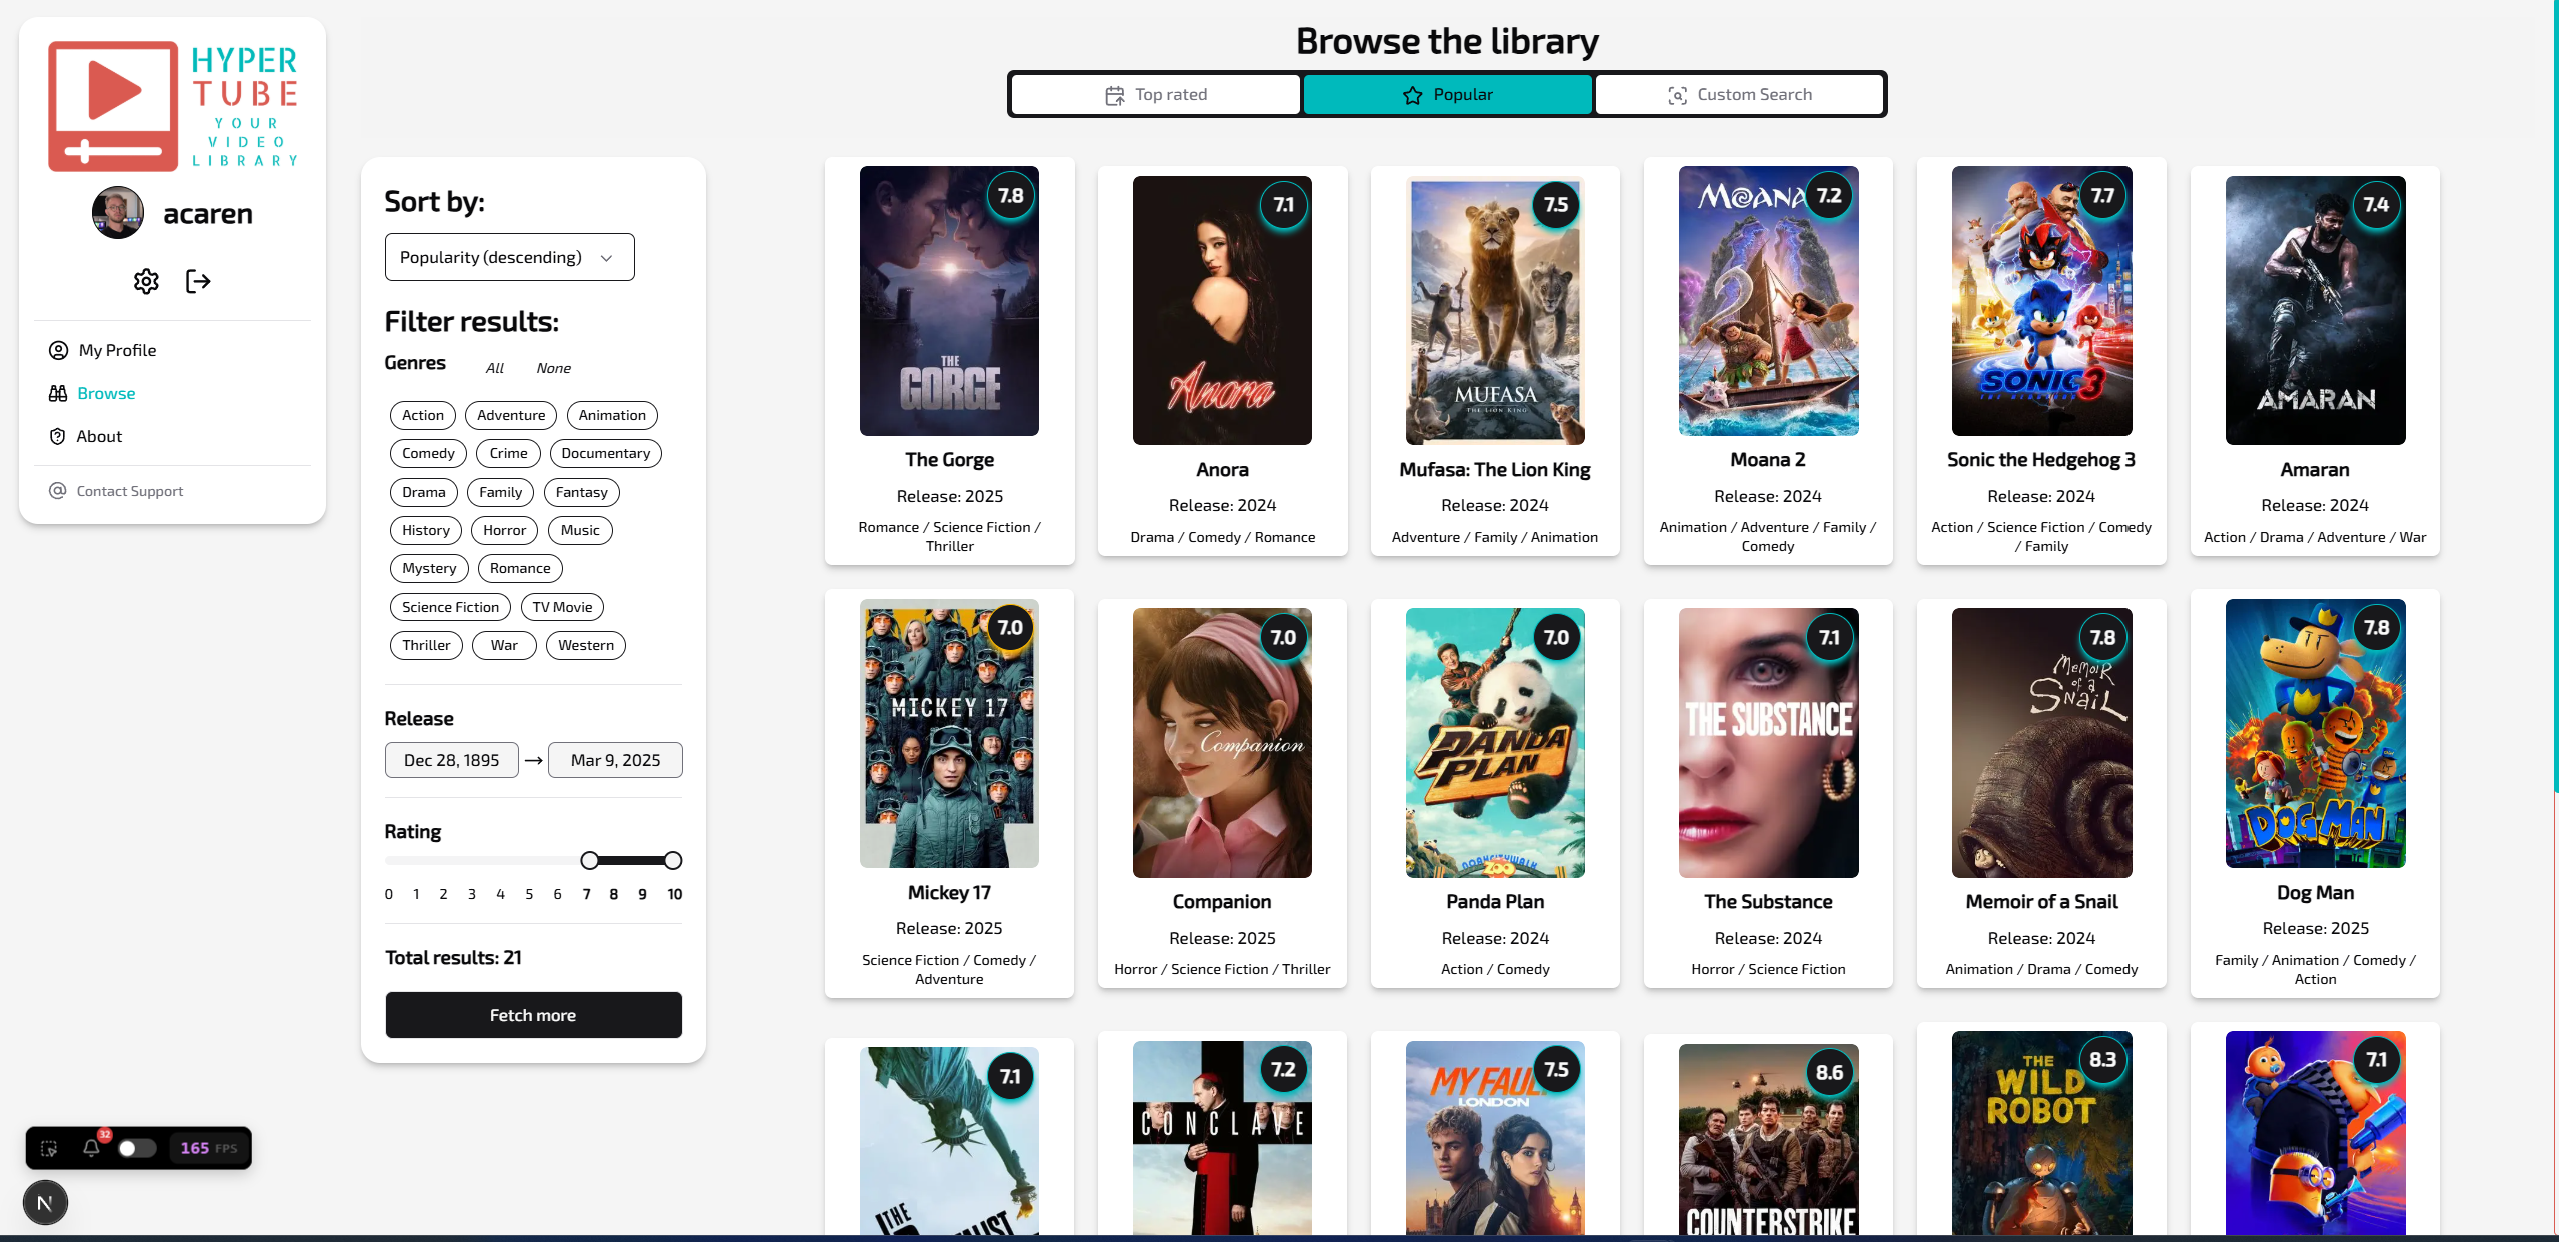 HYPER
TUBE
YOUR
VIDEO
LIBRARY
acaren
My Profile
Browse
About
Contact Support
Browse the library
Top rated
Popular
Custom Search
Sort by:
Popularity (descending)
Filter results:
Genres All None
Action Adventure Animation
Comedy Crime Documentary
Drama Family Fantasy
History Horror Music
Mystery Romance
Science Fiction TV Movie
Thriller War Western
Release
Dec 28, 1895 → Mar 9, 2025
Rating
0 1 2 3 4 5 6 7 8 9 10
Total results: 21
Fetch more
7.8
THE
GORGE
The Gorge
Release: 2025
Romance / Science Fiction /
Thriller
7.1
Anora
Anora
Release: 2024
Drama / Comedy / Romance
7.5
MUFASA
THE LION KING
Mufasa: The Lion King
Release: 2024
Adventure / Family / Animation
7.2
MOANA
Moana 2
Release: 2024
Animation / Adventure / Family /
Comedy
7.7
SONIC 3
THE HEDGEHOG
Sonic the Hedgehog 3
Release: 2024
Action / Science Fiction / Comedy
/ Family
7.4
AMARAN
Amaran
Release: 2024
Action / Drama / Adventure / War
7.0
MICKEY 17
Mickey 17
Release: 2025
Science Fiction / Comedy /
Adventure
7.0
Companion
Companion
Release: 2025
Horror / Science Fiction / Thriller
7.0
PANDA
PLAN
ZOO
Panda Plan
Release: 2024
Action / Comedy
7.1
THE SUBSTANCE
The Substance
Release: 2024
Horror / Science Fiction
7.8
MEMOIR
of a
SNAIL
Memoir of a Snail
Release: 2024
Animation / Drama / Comedy
7.8
DOG MAN
Dog Man
Release: 2025
Family / Animation / Comedy /
Action
7.1
THE
7.2
CONCLAVE
7.5
MY FAUL
LONDON
8.6
COUNTERSTRIKE
8.3
THE
WILD
ROBOT
7.1
32
165 FPS
N